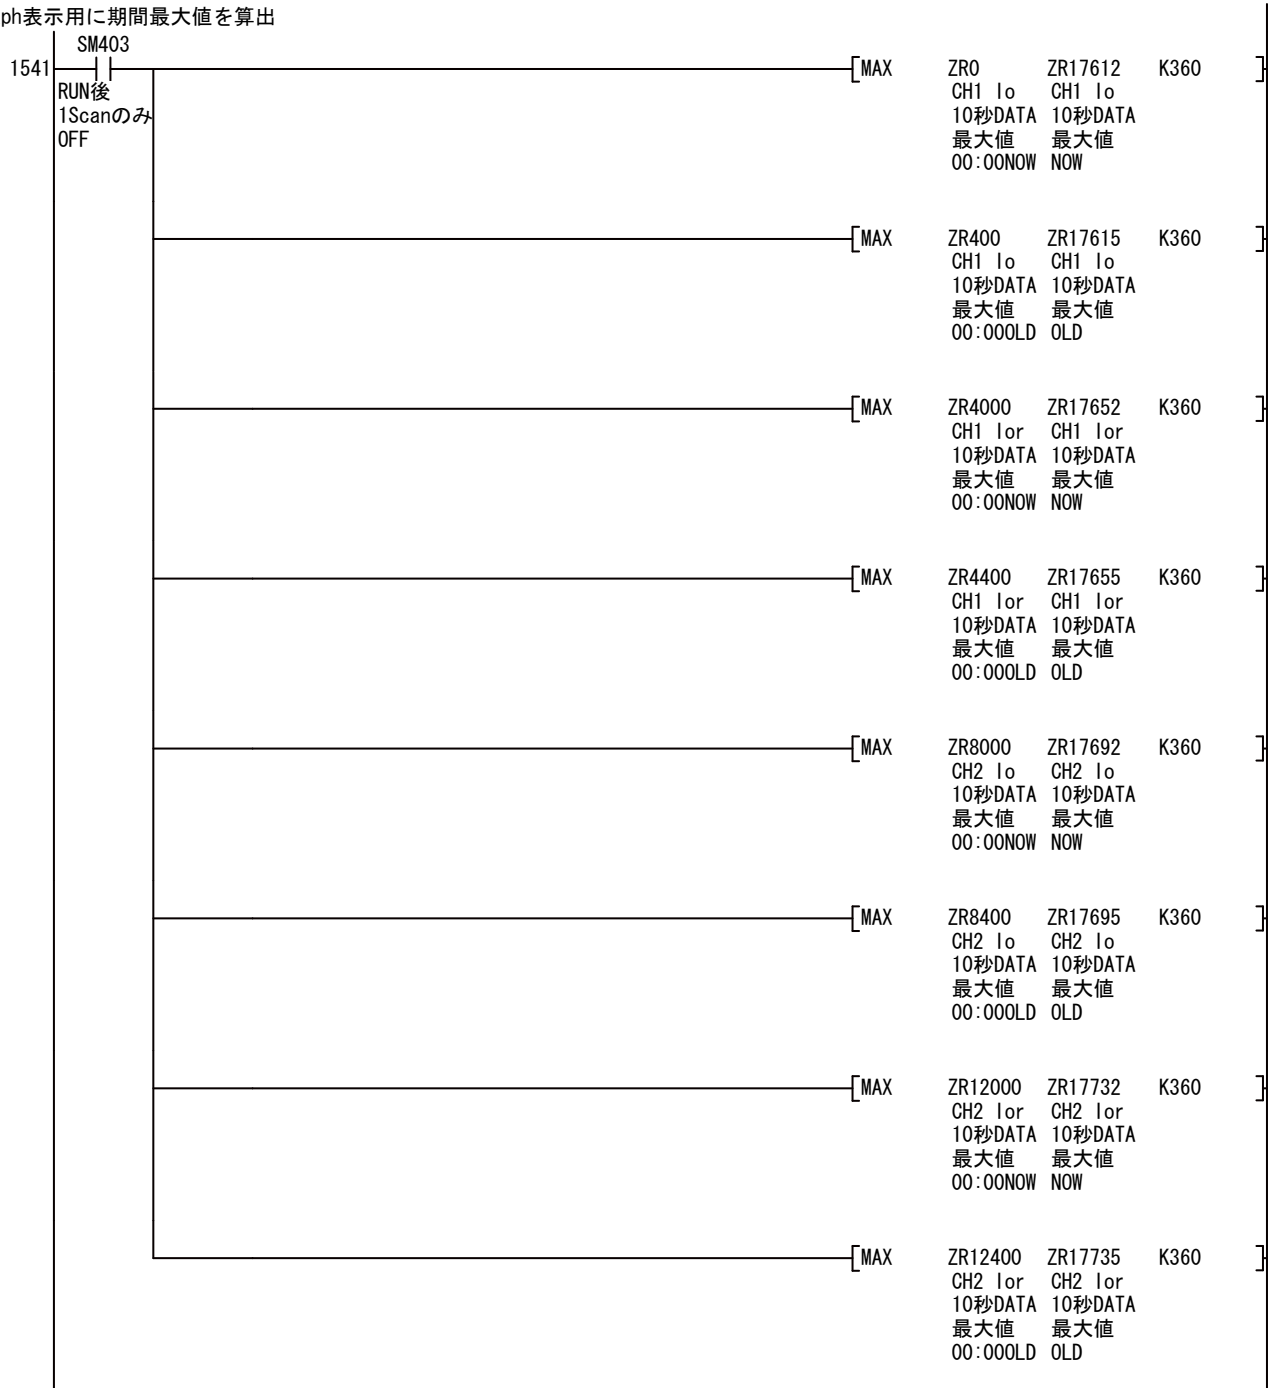 ph表示用に期間最大値を算出
SM403
1541 MAX ZR0 ZR17612 K360
RUN後 CH1 Io CH1 Io
1Scanのみ 10秒DATA 10秒DATA
OFF 最大値 最大値
00:00NOW NOW
MAX ZR400 ZR17615 K360
CH1 Io CH1 Io
10秒DATA 10秒DATA
最大値 最大値
00:00OLD OLD
MAX ZR4000 ZR17652 K360
CH1 Ior CH1 Ior
10秒DATA 10秒DATA
最大値 最大値
00:00NOW NOW
MAX ZR4400 ZR17655 K360
CH1 Ior CH1 Ior
10秒DATA 10秒DATA
最大値 最大値
00:00OLD OLD
MAX ZR8000 ZR17692 K360
CH2 Io CH2 Io
10秒DATA 10秒DATA
最大値 最大値
00:00NOW NOW
MAX ZR8400 ZR17695 K360
CH2 Io CH2 Io
10秒DATA 10秒DATA
最大値 最大値
00:00OLD OLD
MAX ZR12000 ZR17732 K360
CH2 Ior CH2 Ior
10秒DATA 10秒DATA
最大値 最大値
00:00NOW NOW
MAX ZR12400 ZR17735 K360
CH2 Ior CH2 Ior
10秒DATA 10秒DATA
最大値 最大値
00:00OLD OLD